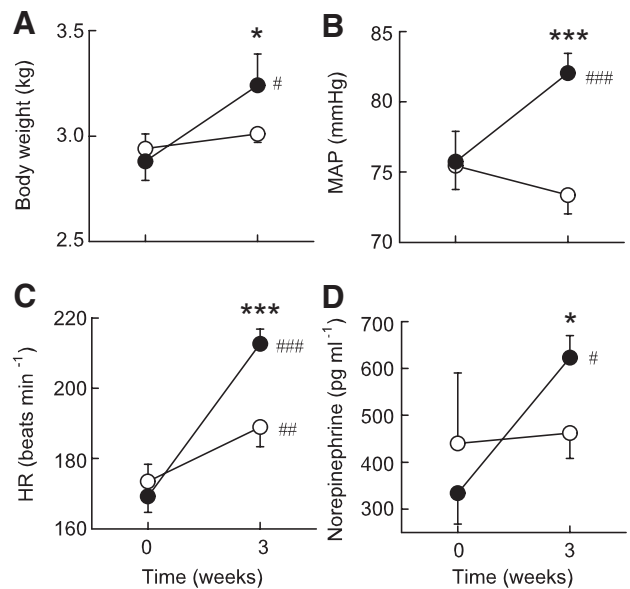 A
3.5
3.0
2.5
Body weight (kg)
*
#
B
85
80
75
70
MAP (mmHg)
***
###
C
220
200
180
160
HR (beats min -1)
***
###
##
0
3
Time (weeks)
D
700
600
500
400
300
Norepinephrine (pg ml-1)
*
#
0
3
Time (weeks)